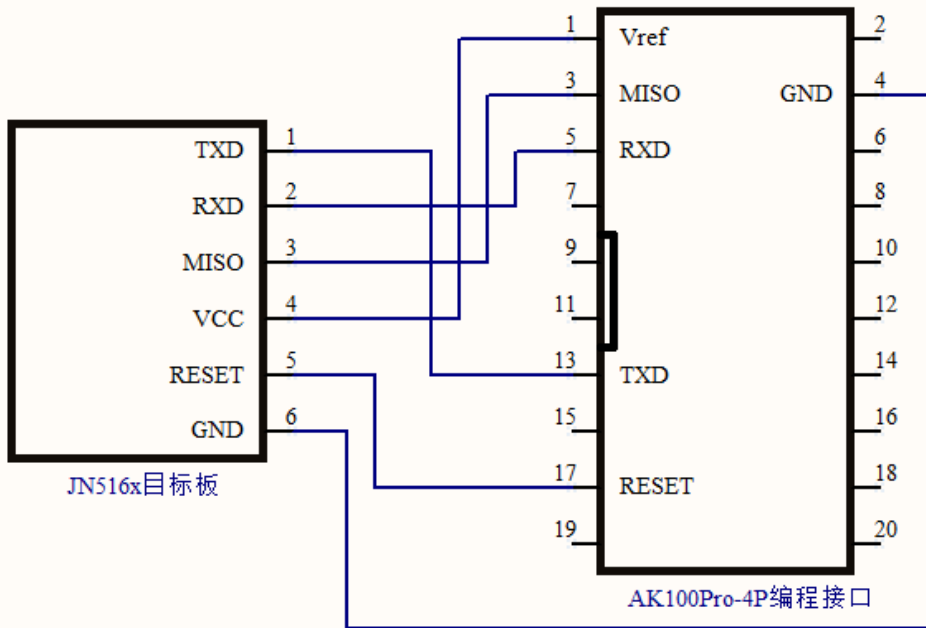 TXD 1
RXD 2
MISO 3
VCC 4
RESET 5
GND 6
JN516x目标板
1 Vref 2
3 MISO GND 4
5 RXD 6
7 8
9 10
11 12
13 TXD 14
15 16
17 RESET 18
19 20
AK100Pro-4P编程接口